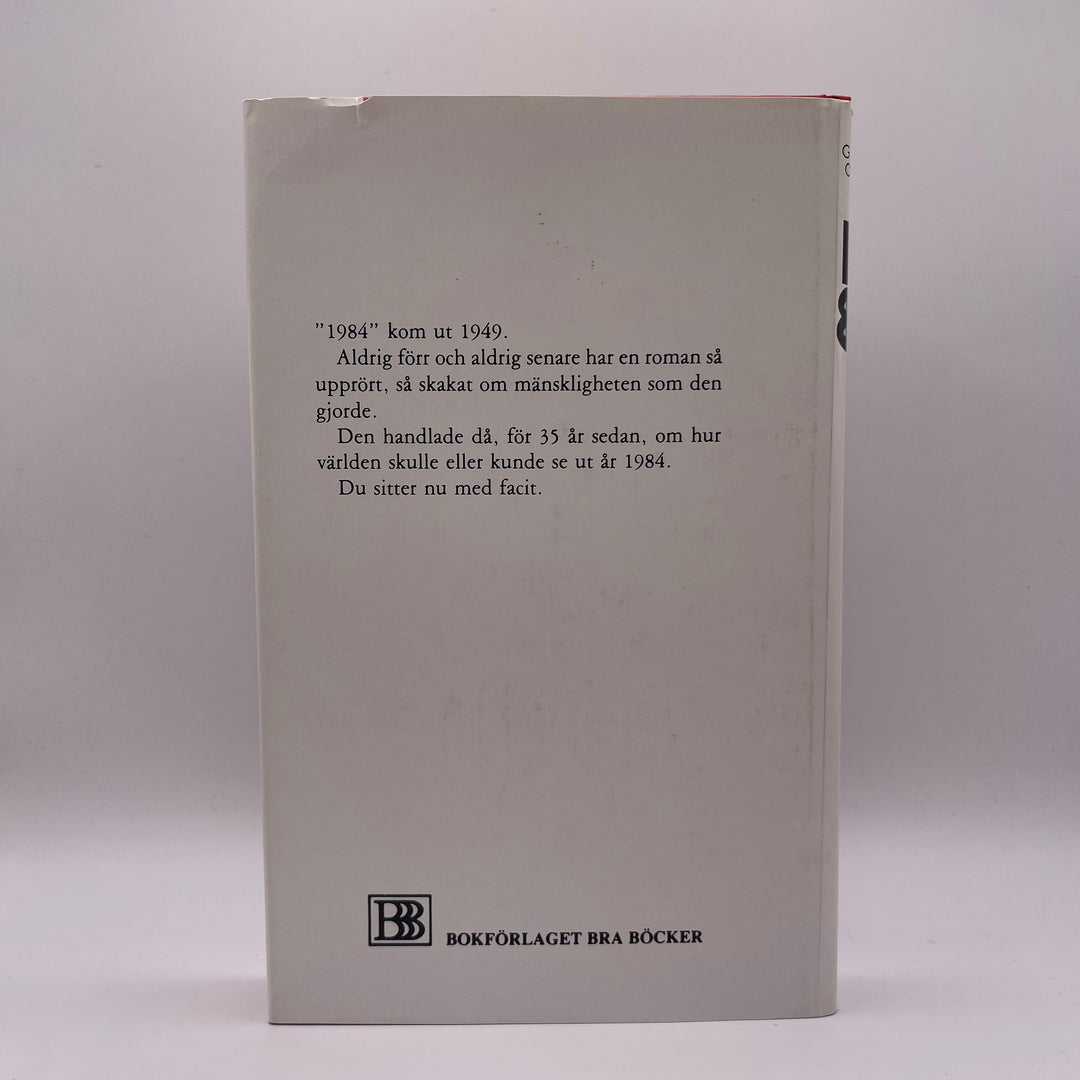 ”1984” kom ut 1949.
Aldrig förr och aldrig senare har en roman så
upprört, så skakat om mänskligheten som den
gjorde.
Den handlade då, för 35 år sedan, om hur
världen skulle eller kunde se ut år 1984.
Du sitter nu med facit.
BBB BOKFÖRLAGET BRA BÖCKER